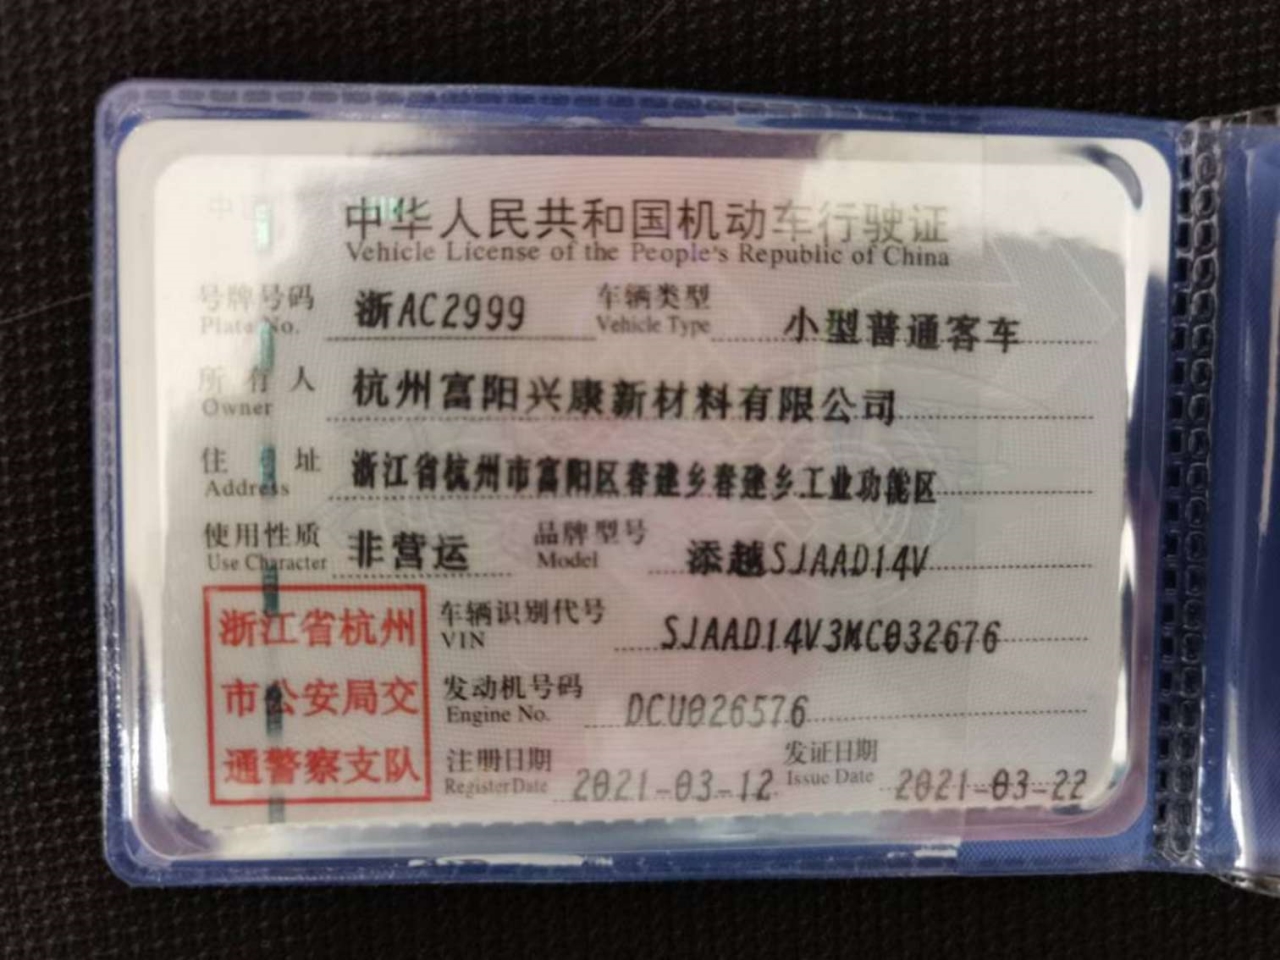 中华人民共和国机动车行驶证
Vehicle License of the People's Republic of China
号牌号码 浙AC2999 车辆类型 小型普通客车
Plate No. Vehicle Type
所有人 杭州富阳兴康新材料有限公司
Owner
住址 浙江省杭州市富阳区春建乡春建乡工业功能区
Address
使用性质 非营运 品牌型号 添越SJAAD14V
Use Character Model
浙江省杭州
市公安局交
通警察支队
车辆识别代号 SJAAD14V3MC032676
VIN
发动机号码 DCU026576
Engine No.
注册日期 2021-03-12 发证日期 2021-03-22
Register Date Issue Date